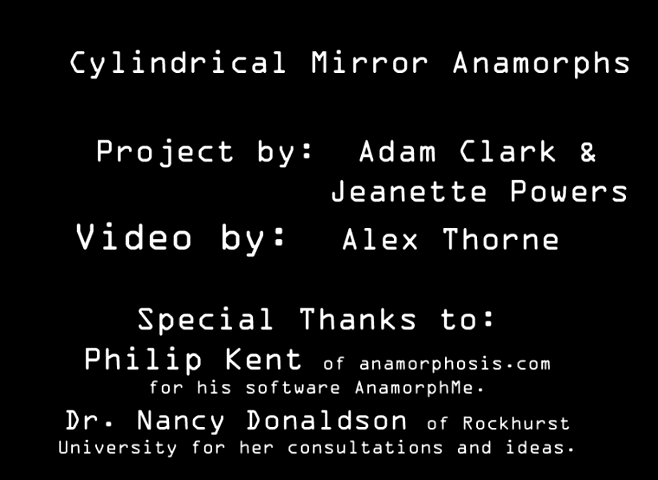 Cylindrical Mirror Anamorphs
Project by: Adam Clark &
Jeanette Powers
Video by: Alex Thorne
Special Thanks to:
Philip Kent of anamorphosis.com
for his software AnamorphMe.
Dr. Nancy Donaldson of Rockhurst
University for her consultations and ideas.